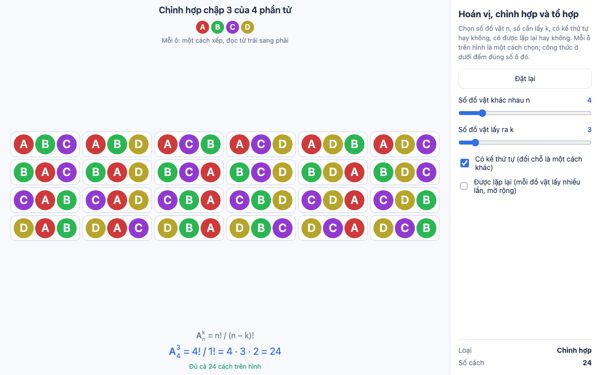 Chỉnh hợp chập 3 của 4 phần tử
A B C D
Mỗi ô: một cách xếp, đọc từ trái sang phải
A B C A B D A C B A C D A D B A D C
B A C B A D B C A B C D B D A B D C
C A B C A D C B A C B D C D A C D B
D A B D A C D B A D B C D C A D C B
A n k = n! / (n − k)!
A 4 3 = 4! / 1! = 4 · 3 · 2 = 24
Đủ cả 24 cách trên hình
Hoán vị, chỉnh hợp và tổ hợp
Chọn số đồ vật n, số cần lấy k, có kể thứ tự
hay không, có được lặp lại hay không. Mỗi ô
trên hình là một cách chọn; công thức ở
dưới đếm đúng số ô đó.
Đặt lại
Số đồ vật khác nhau n 4
Số đồ vật lấy ra k 3
Có kể thứ tự (đổi chỗ là một cách
khác)
Được lặp lại (mỗi đồ vật lấy nhiều
lần, mở rộng)
Loại Chỉnh hợp
Số cách 24